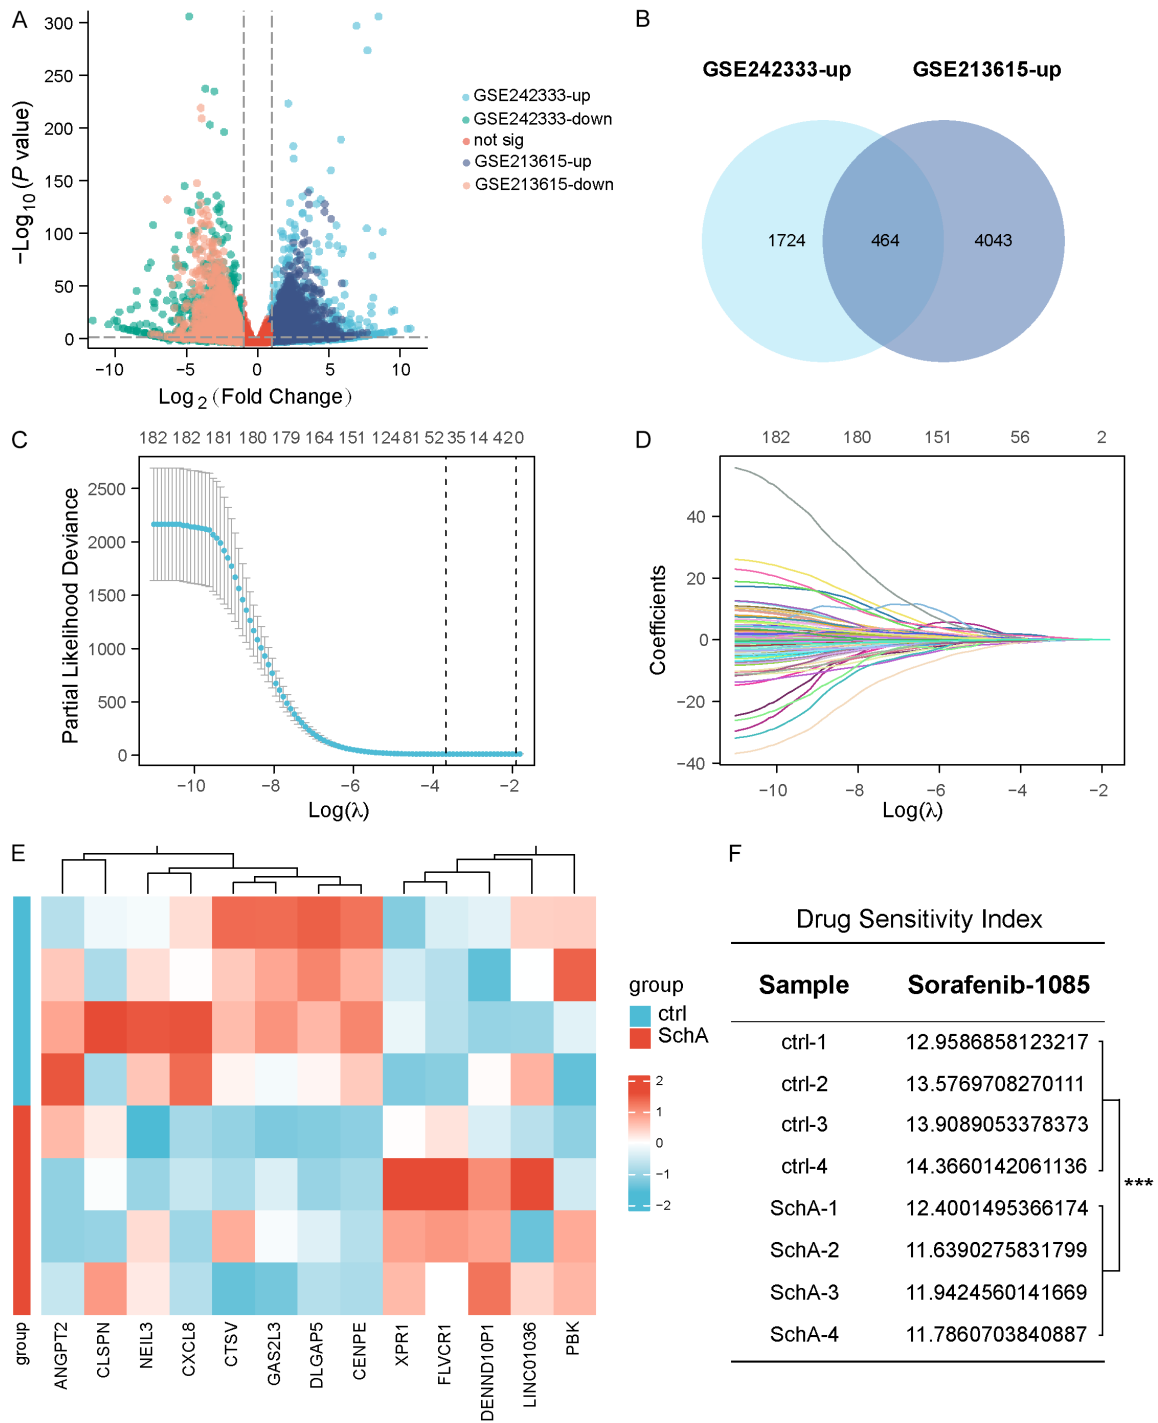 A
300
250
200
150
100
50
0
−Log10 (P value)
−10 −5 0 5 10
Log2 (Fold Change)
GSE242333-up
GSE242333-down
not sig
GSE213615-up
GSE213615-down
B
GSE242333-up GSE213615-up
1724 464 4043
C
182 182 181 180 179 164 151 124 81 52 35 14 42 0
2500
2000
1500
1000
500
0
Partial Likelihood Deviance
−10 −8 −6 −4 −2
Log(λ)
D
182 180 151 56 2
40
20
0
−20
−40
Coefficients
−10 −8 −6 −4 −2
Log(λ)
E
group
ctrl
SchA
2
1
0
−1
−2
group ANGPT2 CLSPN NEIL3 CXCL8 CTSV GAS2L3 DLGAP5 CENPE XPR1 FLVCR1 DENND10P1 LINC01036 PBK
F
Drug Sensitivity Index
Sample Sorafenib-1085
ctrl-1 12.9586858123217
ctrl-2 13.5769708270111
ctrl-3 13.9089053378373
ctrl-4 14.3660142061136
SchA-1 12.4001495366174
SchA-2 11.6390275831799
SchA-3 11.9424560141669
SchA-4 11.7860703840887
***